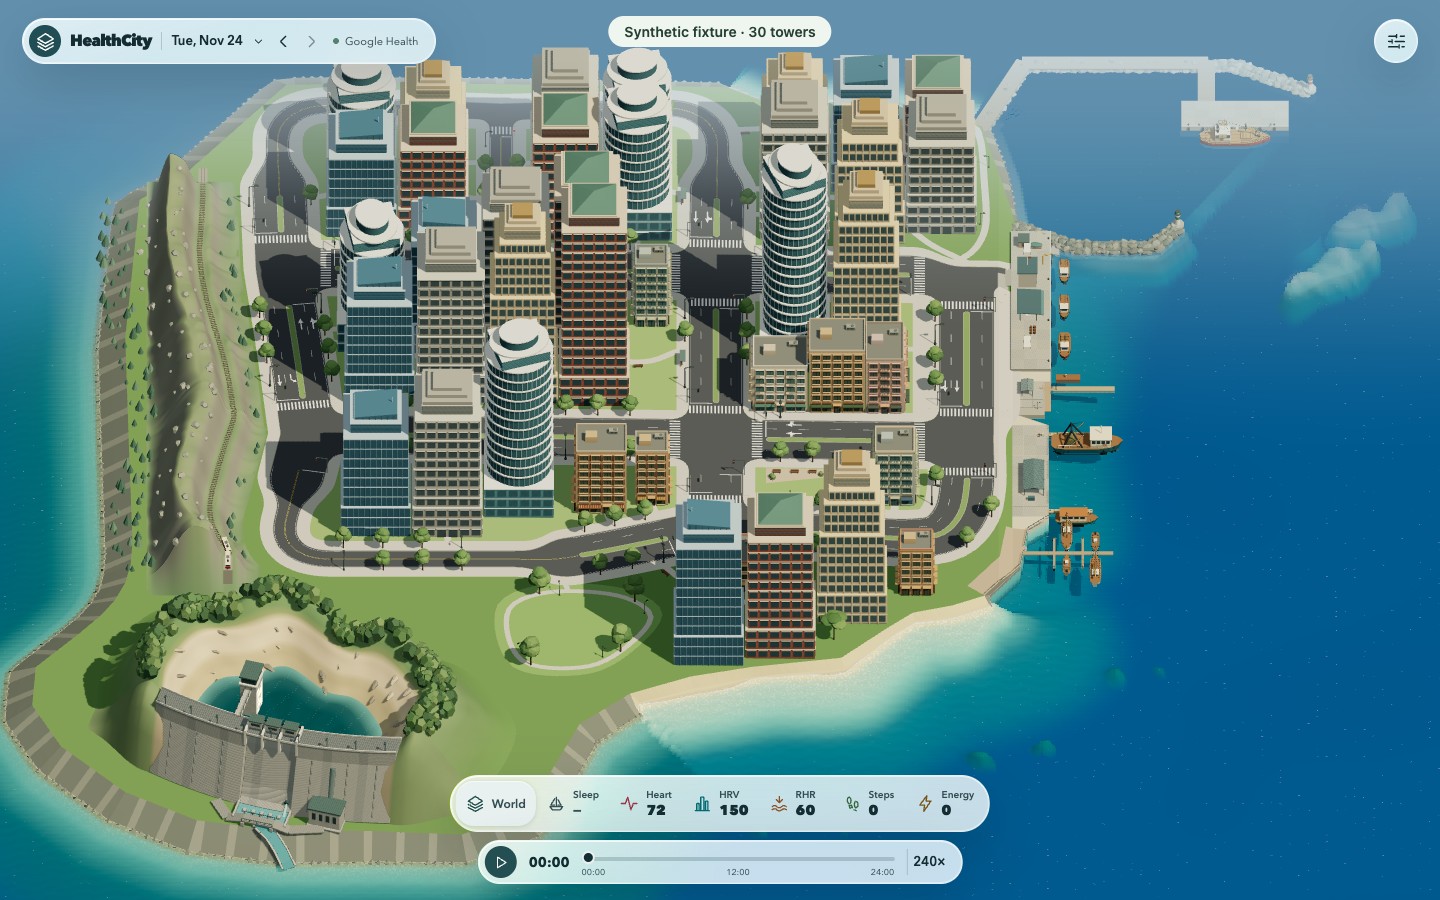 HealthCity
Tue, Nov 24
Google Health
Synthetic fixture · 30 towers
World
Sleep
–
Heart
72
HRV
150
RHR
60
Steps
0
Energy
0
00:00
00:00
12:00
24:00
240×